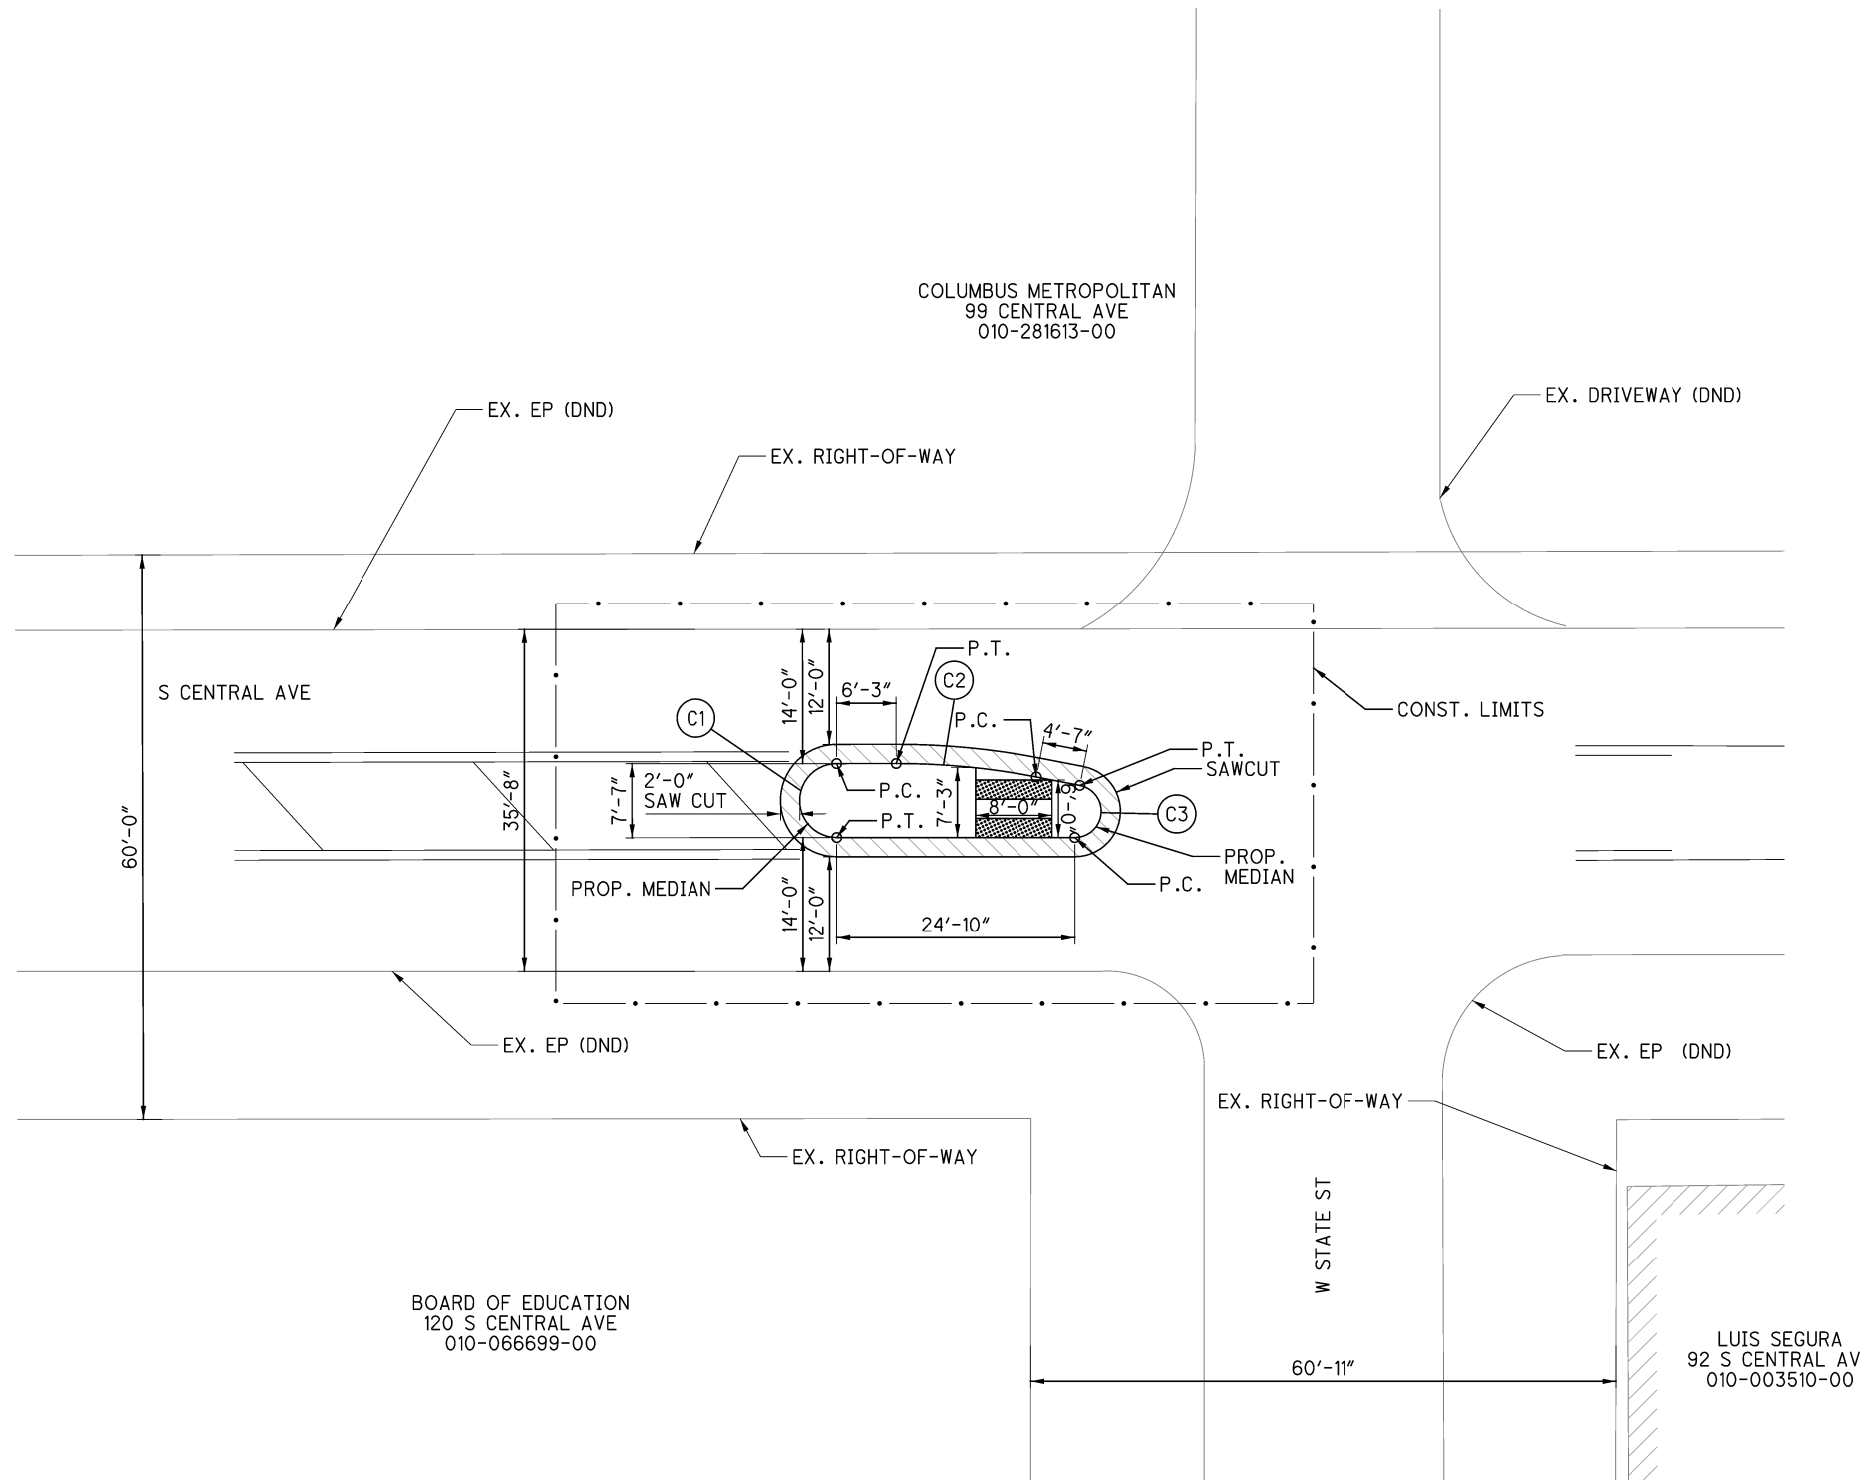 COLUMBUS METROPOLITAN
99 CENTRAL AVE
010-281613-00
EX. DRIVEWAY (DND)
EX. EP (DND)
EX. RIGHT-OF-WAY
P.T.
C2
14'-0"
12'-0"
6'-3"
S CENTRAL AVE
C1
P.C.
4'-7"
CONST. LIMITS
P.T.
SAWCUT
60'-0"
35'-8"
7'-7"
2'-0"
SAW CUT
P.C.
P.T.
7'-3"
8'-0"
6'-0"
C3
PROP. MEDIAN
PROP.
MEDIAN
P.C.
14'-0"
12'-0"
24'-10"
EX. EP (DND)
EX. EP (DND)
EX. RIGHT-OF-WAY
EX. RIGHT-OF-WAY
W STATE ST
BOARD OF EDUCATION
120 S CENTRAL AVE
010-066699-00
60'-11"
LUIS SEGURA
92 S CENTRAL AV
010-003510-00